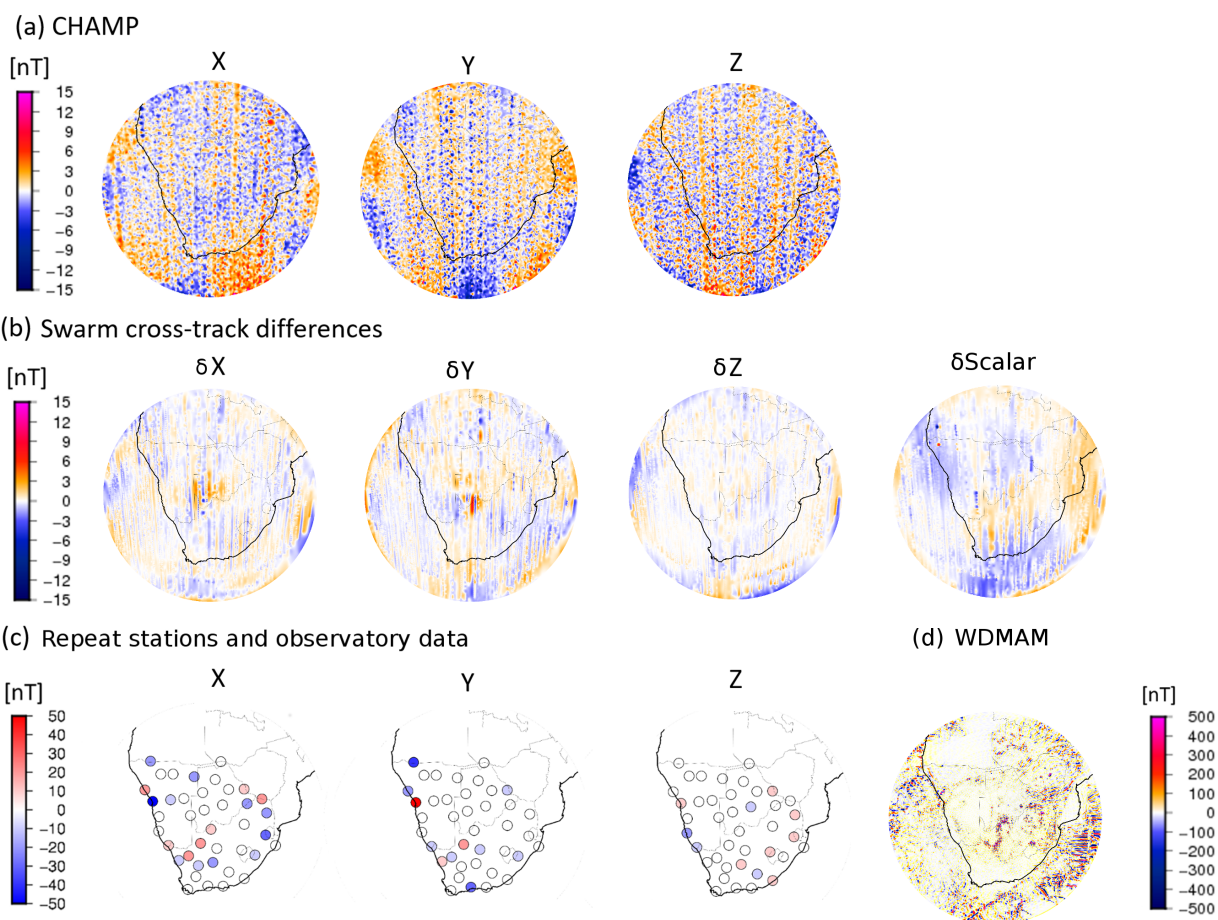 (a) CHAMP
[nT]
X
Y
Z
15
12
9
6
3
0
−3
−6
−9
−12
−15
(b) Swarm cross-track differences
[nT]
δX
δY
δZ
δScalar
15
12
9
6
3
0
−3
−6
−9
−12
−15
(c) Repeat stations and observatory data
(d) WDMAM
[nT]
X
Y
Z
[nT]
50
40
30
20
10
0
−10
−20
−30
−40
−50
500
400
300
200
100
0
−100
−200
−300
−400
−500